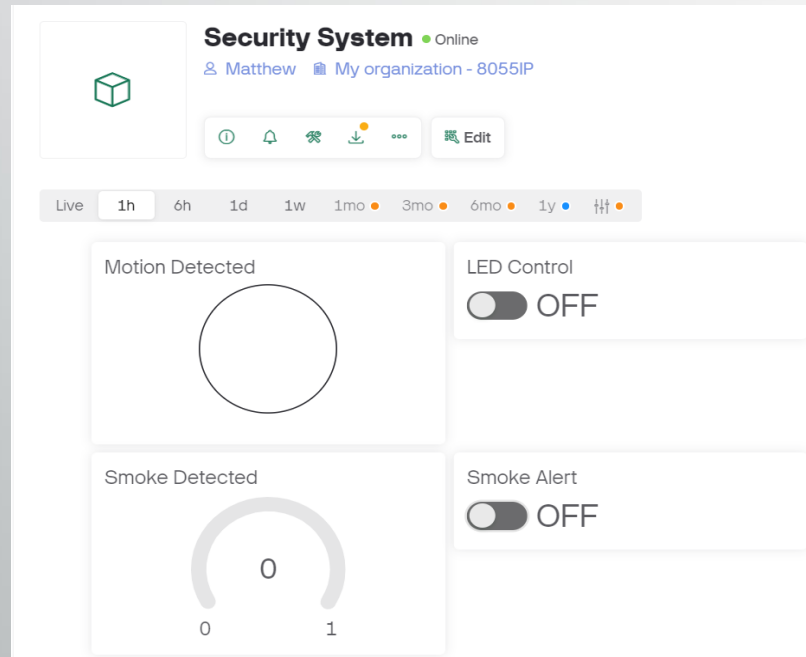 Security System Online
Matthew My organization - 8055IP
Edit
Live 1h 6h 1d 1w 1mo 3mo 6mo 1y
Motion Detected
LED Control
OFF
Smoke Detected
0
0 1
Smoke Alert
OFF